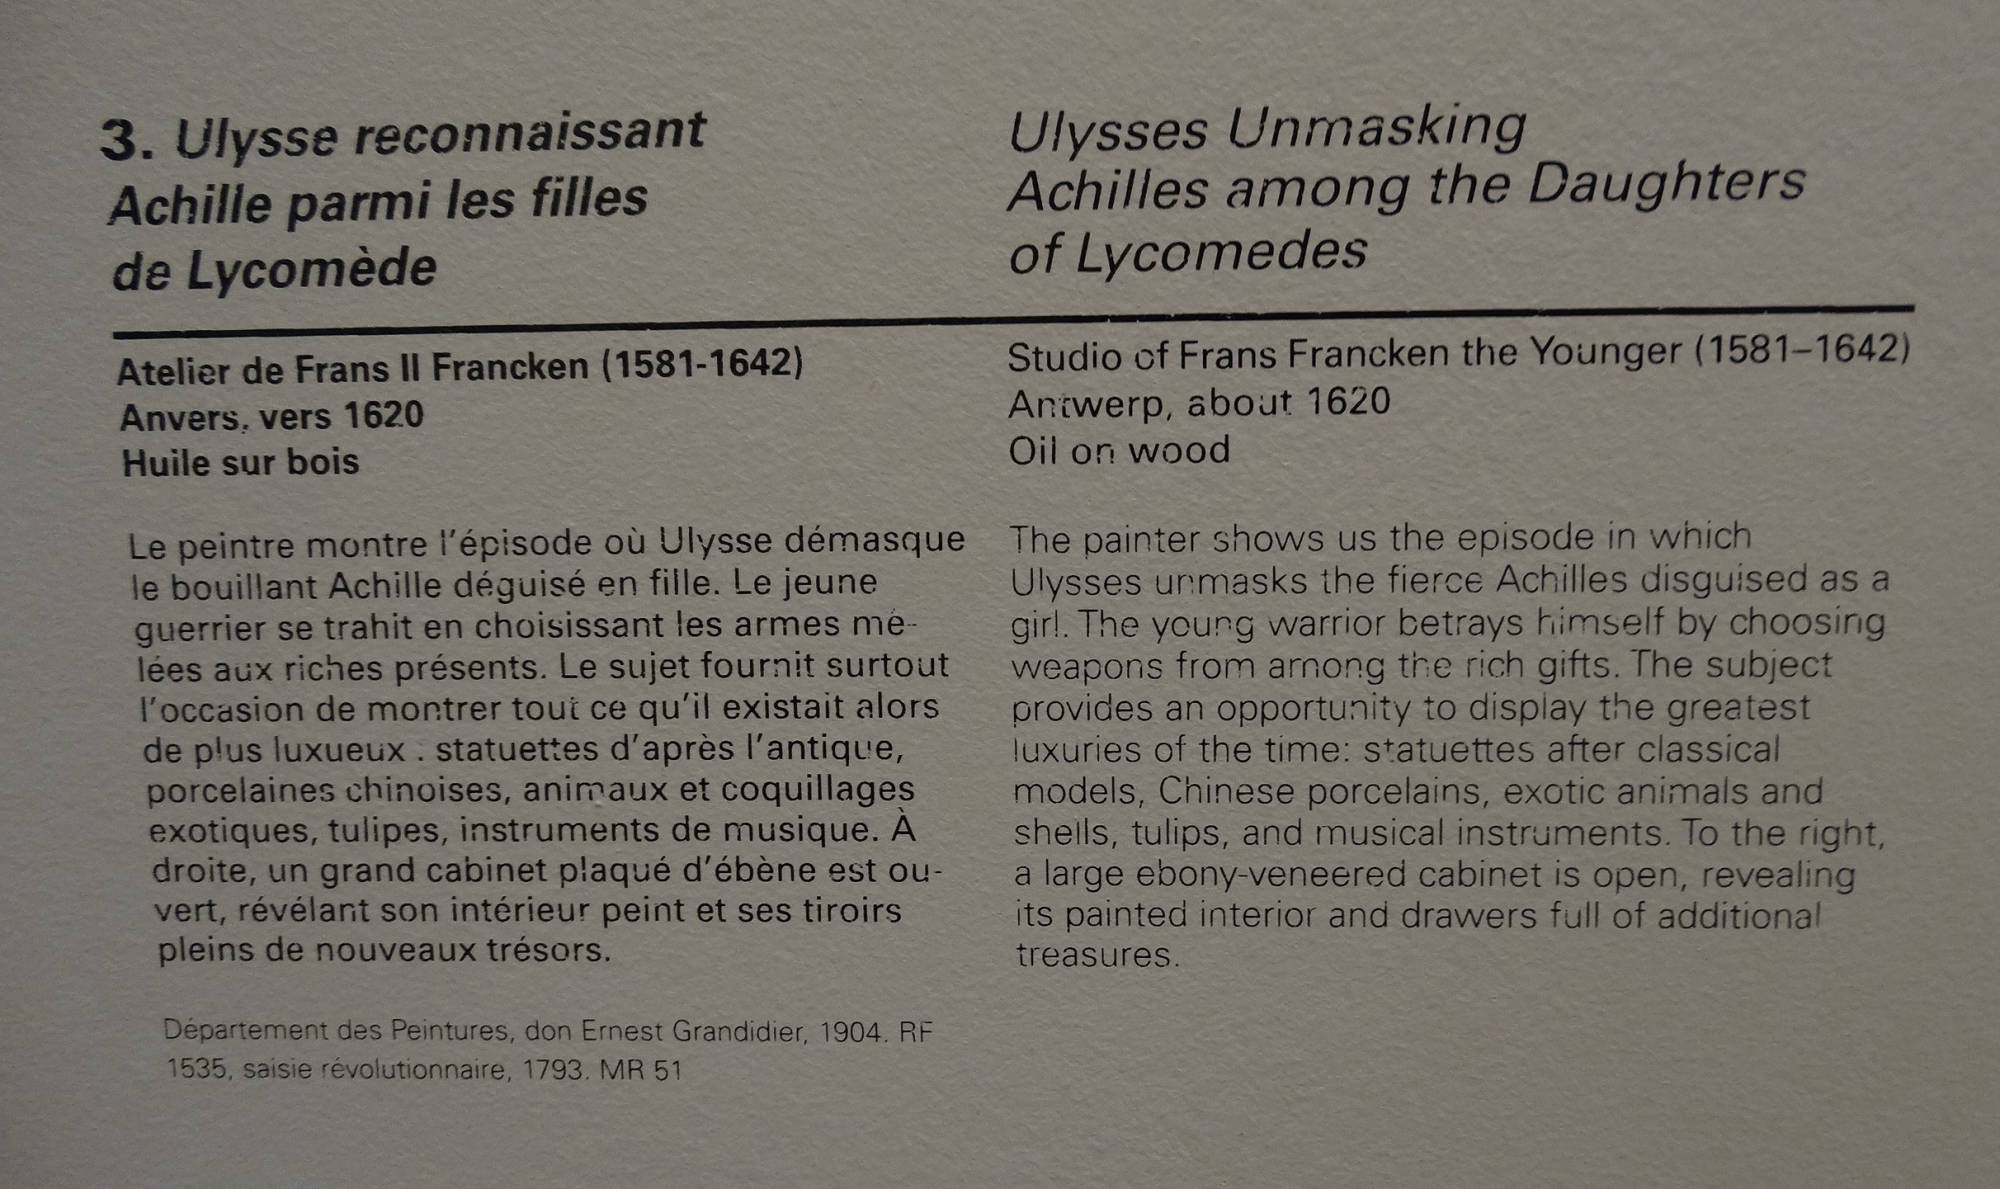 3. Ulysse reconnaissant
Achille parmi les filles
de Lycomède
Atelier de Frans II Francken (1581-1642)
Anvers, vers 1620
Huile sur bois
Le peintre montre l'épisode où Ulysse démasque
le bouillant Achille déguisé en fille. Le jeune
guerrier se trahit en choisissant les armes mê-
lées aux riches présents. Le sujet fournit surtout
l'occasion de montrer tout ce qu'il existait alors
de plus luxueux : statuettes d'après l'antique,
porcelaines chinoises, animaux et coquillages
exotiques, tulipes, instruments de musique. À
droite, un grand cabinet plaqué d'ébène est ou-
vert, révélant son intérieur peint et ses tiroirs
pleins de nouveaux trésors.
Département des Peintures, don Ernest Grandidier, 1904. RF
1535, saisie révolutionnaire, 1793. MR 51
Ulysses Unmasking
Achilles among the Daughters
of Lycomedes
Studio of Frans Francken the Younger (1581–1642)
Antwerp, about 1620
Oil on wood
The painter shows us the episode in which
Ulysses unmasks the fierce Achilles disguised as a
girl. The young warrior betrays himself by choosing
weapons from among the rich gifts. The subject
provides an opportunity to display the greatest
luxuries of the time: statuettes after classical
models, Chinese porcelains, exotic animals and
shells, tulips, and musical instruments. To the right,
a large ebony-veneered cabinet is open, revealing
its painted interior and drawers full of additional
treasures.